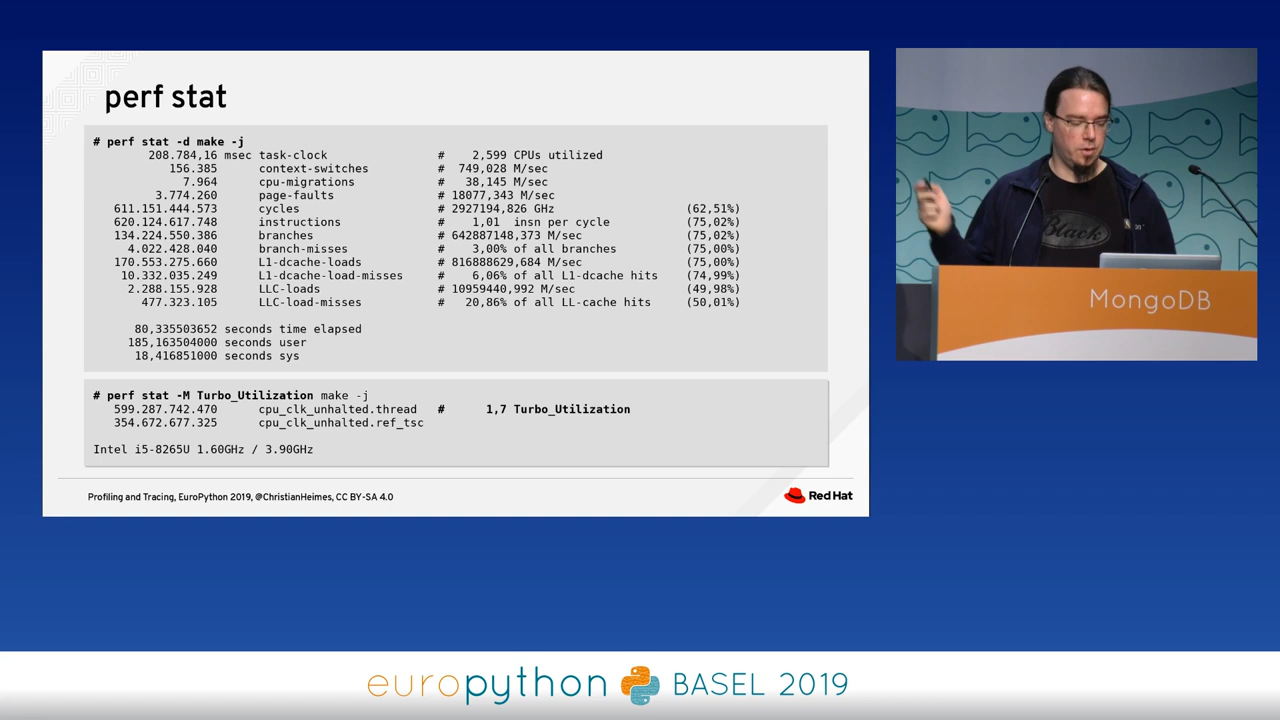 perf stat
# perf stat -d make -j
208.784,16 msec task-clock # 2,599 CPUs utilized
156.385 context-switches # 749,028 M/sec
7.964 cpu-migrations # 38,145 M/sec
3.774.260 page-faults # 18077,343 M/sec
611.151.444.573 cycles # 2927194,826 GHz (62,51%)
620.124.617.748 instructions # 1,01 insn per cycle (75,02%)
134.224.550.386 branches # 642887148,373 M/sec (75,02%)
4.022.428.040 branch-misses # 3,00% of all branches (75,00%)
170.553.275.660 L1-dcache-loads # 816888629,684 M/sec (75,00%)
10.332.035.249 L1-dcache-load-misses # 6,06% of all L1-dcache hits (74,99%)
2.288.155.928 LLC-loads # 10959440,992 M/sec (49,98%)
477.323.105 LLC-load-misses # 20,86% of all LL-cache hits (50,01%)
80,335503652 seconds time elapsed
185,163504000 seconds user
18,416851000 seconds sys
# perf stat -M Turbo_Utilization make -j
599.287.742.470 cpu_clk_unhalted.thread # 1,7 Turbo_Utilization
354.672.677.325 cpu_clk_unhalted.ref_tsc
Intel i5-8265U 1.60GHz / 3.90GHz
Profiling and Tracing, EuroPython 2019, @ChristianHeimes, CC BY-SA 4.0
Red Hat
Black
MongoDB
europython BASEL 2019